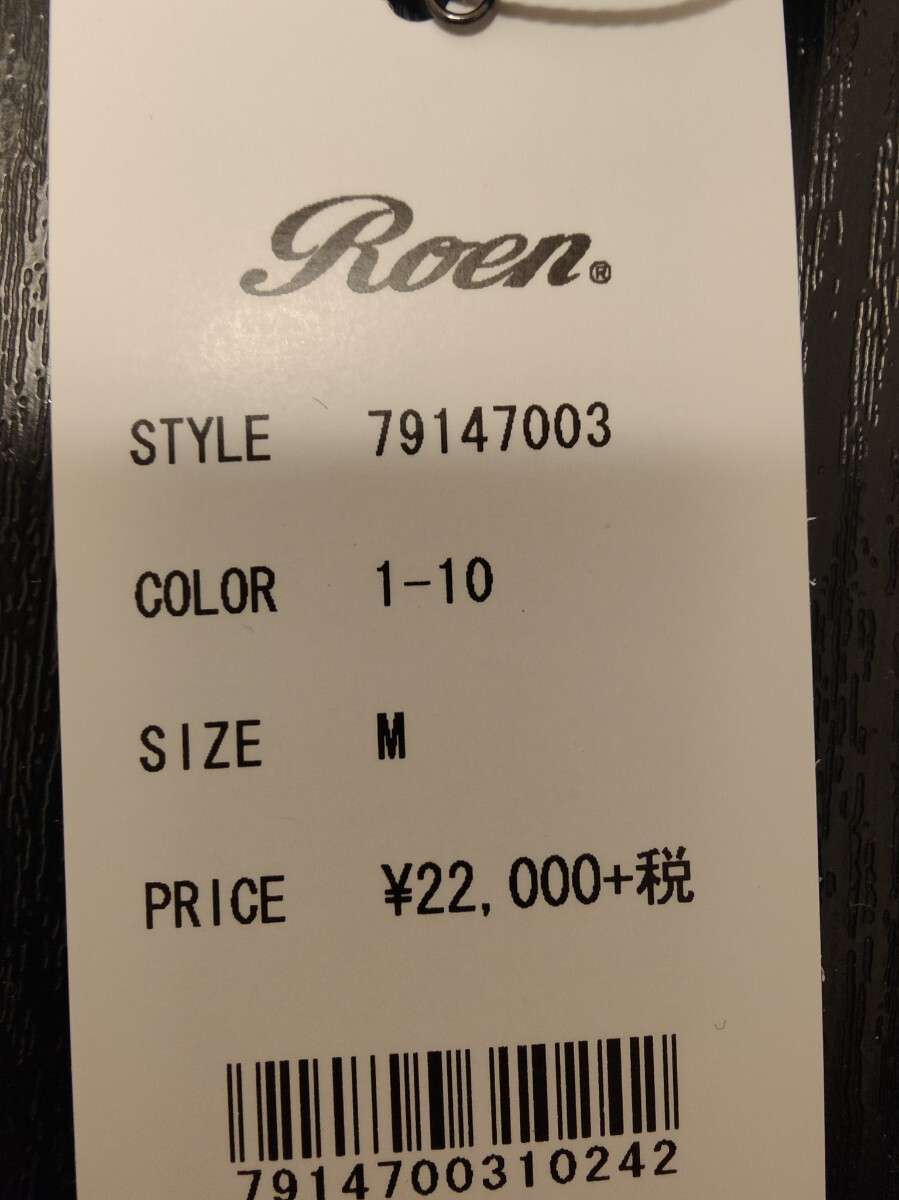 Roen®
STYLE 79147003
COLOR 1-10
SIZE M
PRICE ¥22,000+税
7914700310242